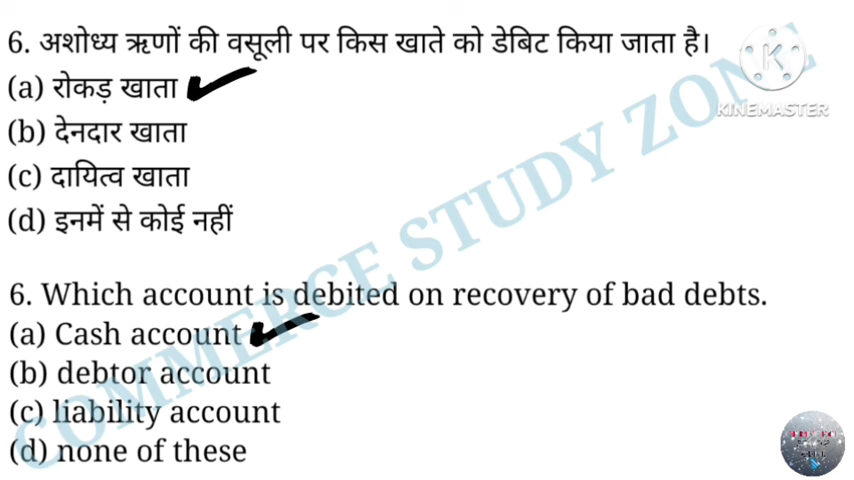 6. अशोध्य ऋणों की वसूली पर किस खाते को डेबिट किया जाता है।
(a) रोकड़ खाता
(b) देनदार खाता
(c) दायित्व खाता
(d) इनमें से कोई नहीं
6. Which account is debited on recovery of bad debts.
(a) Cash account
(b) debtor account
(c) liability account
(d) none of these
COMMERCE STUDY ZONE
K
KINEMASTER